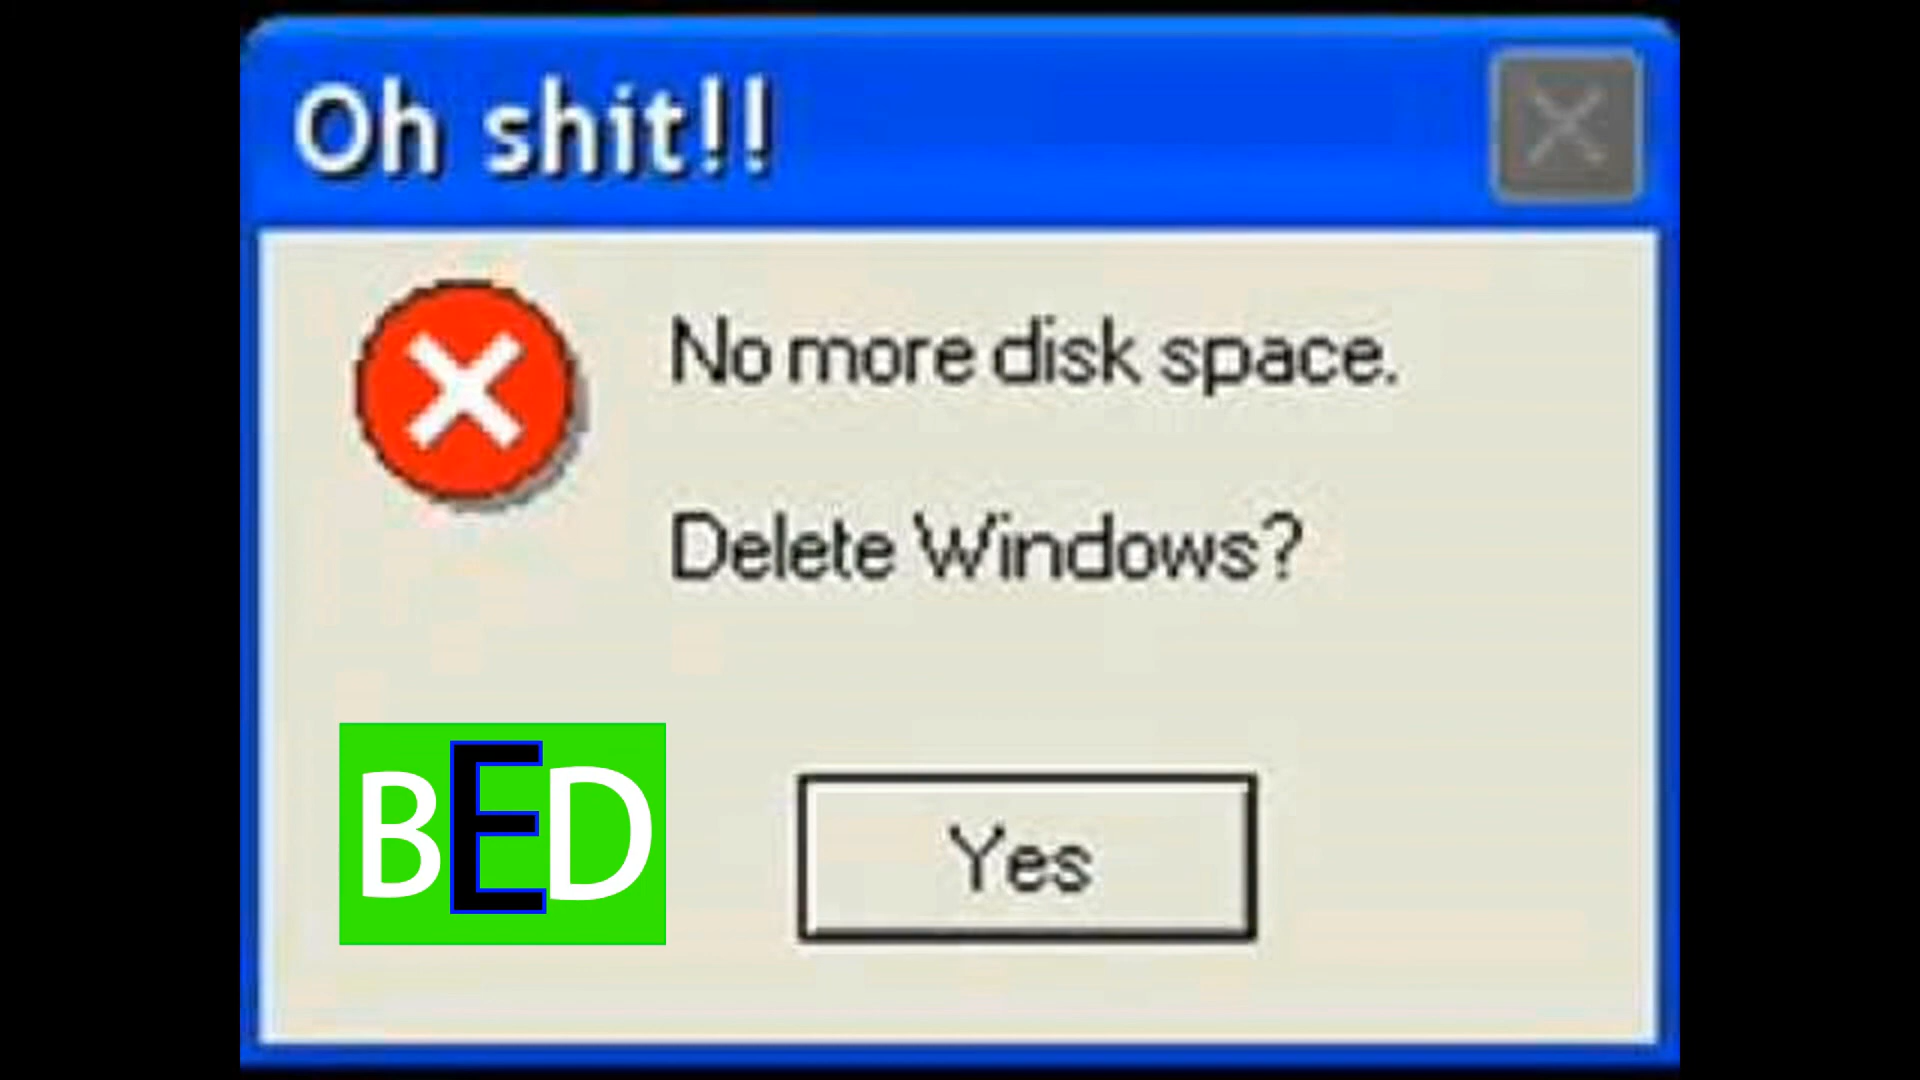 Oh shit!!
No more disk space.
Delete Windows?
BED
Yes